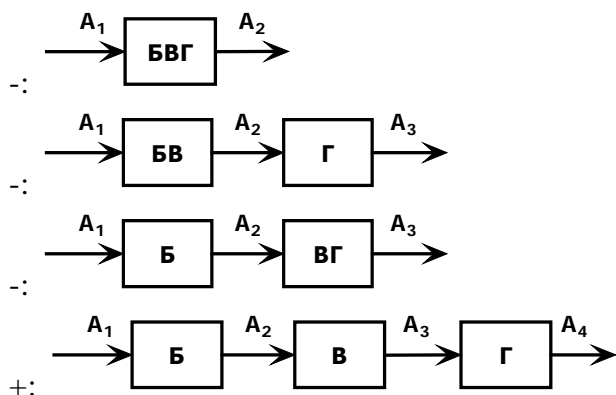 A₁ БВГ A₂
-:
A₁ БВ A₂ Г A₃
-:
A₁ Б A₂ ВГ A₃
-:
A₁ Б A₂ В A₃ Г A₄
+: